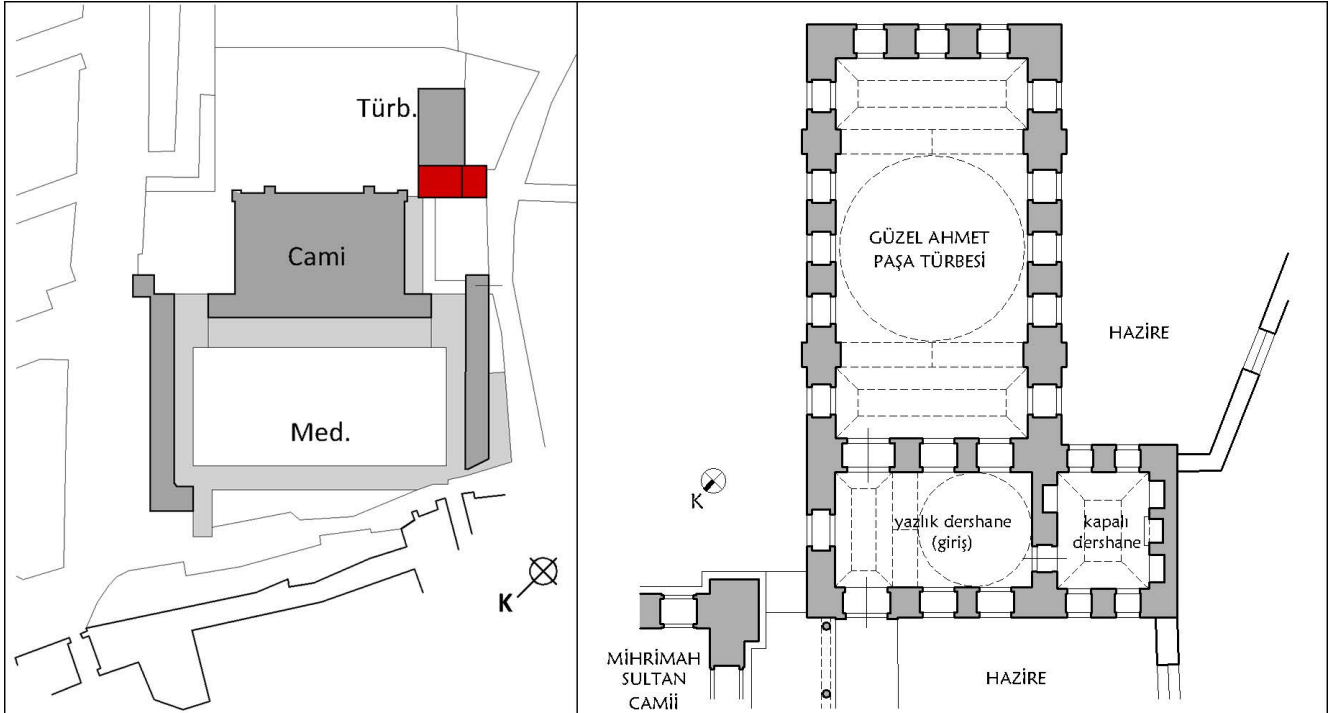 Türb.
Cami
Med.
K
GÜZEL AHMET
PAŞA TÜRBESİ
HAZİRE
K
yazlık dershane
(giriş)
kapalı
dershane
MİHRİMAH
SULTAN
CAMİİ
HAZİRE